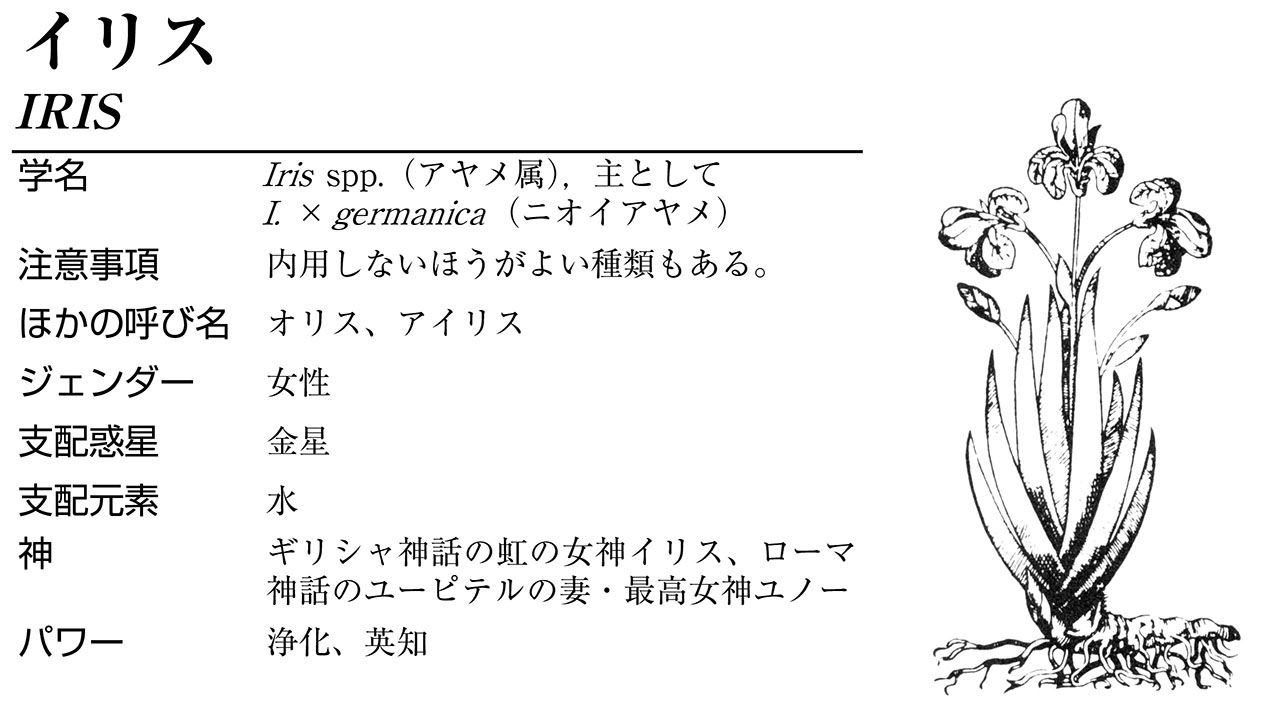 イリス
IRIS
学名 Iris spp.（アヤメ属），主として
I. × germanica（ニオイアヤメ）
注意事項 内用しないほうがよい種類もある。
ほかの呼び名 オリス、アイリス
ジェンダー 女性
支配惑星 金星
支配元素 水
神 ギリシャ神話の虹の女神イリス、ローマ
神話のユーピテルの妻・最高女神ユノー
パワー 浄化、英知